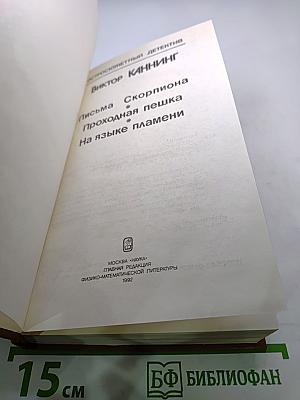 ОСТРОСЮЖЕТНЫЙ ДЕТЕКТИВ
ВИКТОР КАННИНГ
Письма Скорпиона
Проходная пешка
На языке пламени
МОСКВА «НАУКА»
ГЛАВНАЯ РЕДАКЦИЯ
ФИЗИКО-МАТЕМАТИЧЕСКОЙ ЛИТЕРАТУРЫ
1992
15 см
БФ БИБЛИОФАН